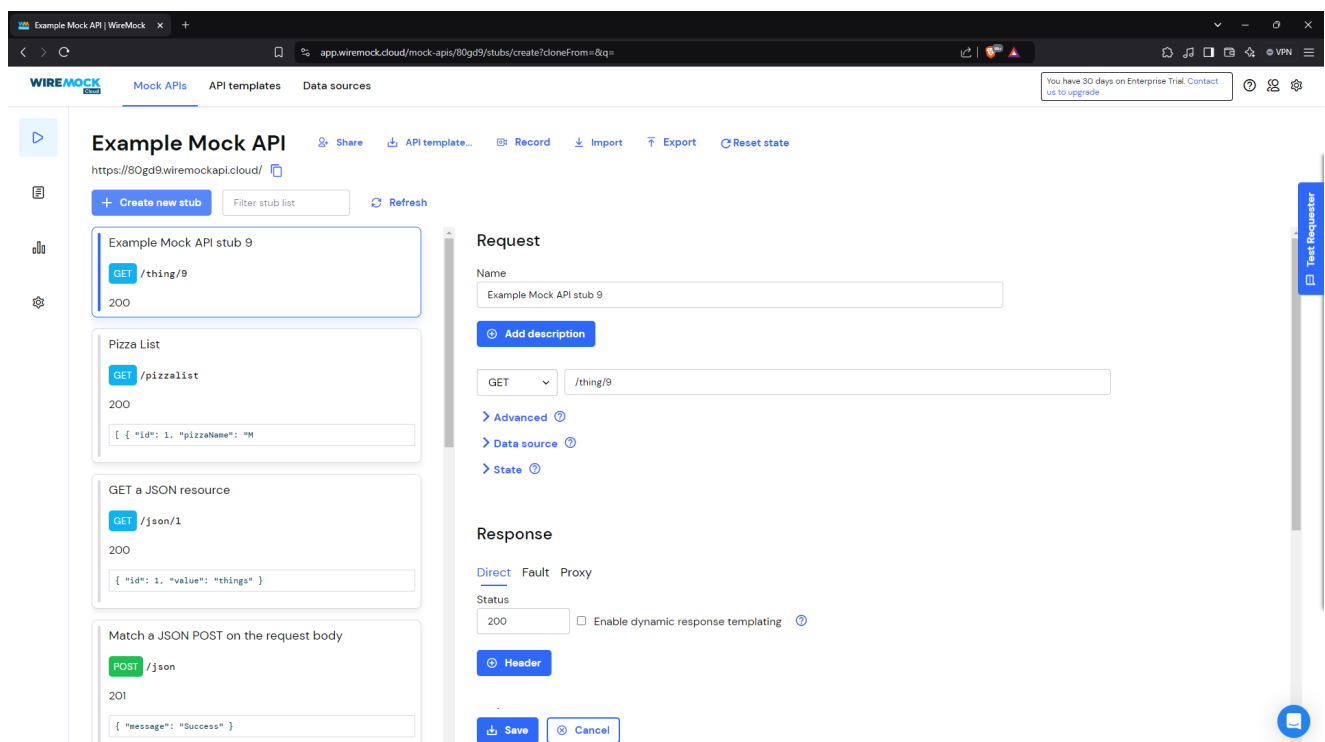 Example Mock API | WireMock
app.wiremock.cloud/mock-apis/80gd9/stubs/create?cloneFrom=&q=
VPN
WIREMOCK
Cloud
Mock APIs
API templates
Data sources
You have 30 days on Enterprise Trial. Contact
us to upgrade
Example Mock API
Share
API template...
Record
Import
Export
Reset state
https://80gd9.wiremockapi.cloud/
Create new stub
Filter stub list
Refresh
Example Mock API stub 9
GET /thing/9
200
Pizza List
GET /pizzalist
200
[ { "id": 1, "pizzaName": "M
GET a JSON resource
GET /json/1
200
{ "id": 1, "value": "things" }
Match a JSON POST on the request body
POST /json
201
{ "message": "Success" }
Request
Name
Example Mock API stub 9
Add description
GET
/thing/9
Advanced
Data source
State
Response
Direct Fault Proxy
Status
200
Enable dynamic response templating
Header
Save
Cancel
Test Requester